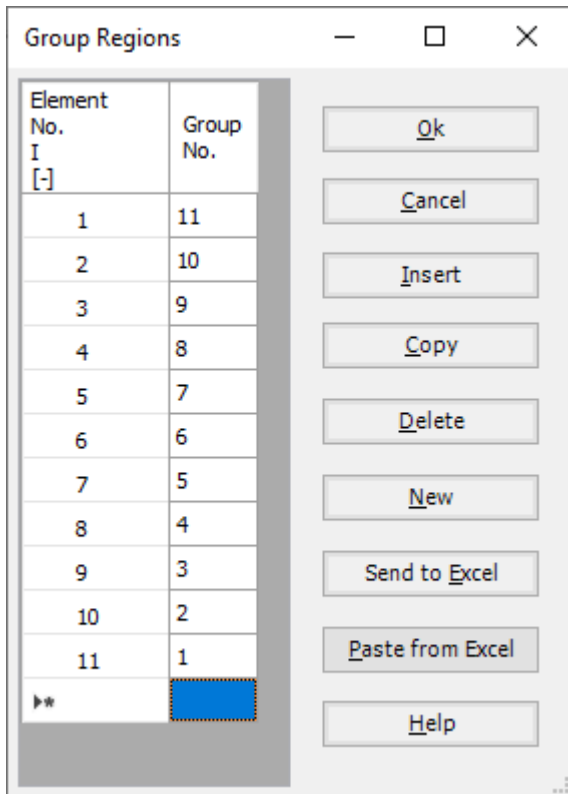 Group Regions
Element
No.
I
[-]
Group
No.
1 11
2 10
3 9
4 8
5 7
6 6
7 5
8 4
9 3
10 2
11 1
Ok
Cancel
Insert
Copy
Delete
New
Send to Excel
Paste from Excel
Help